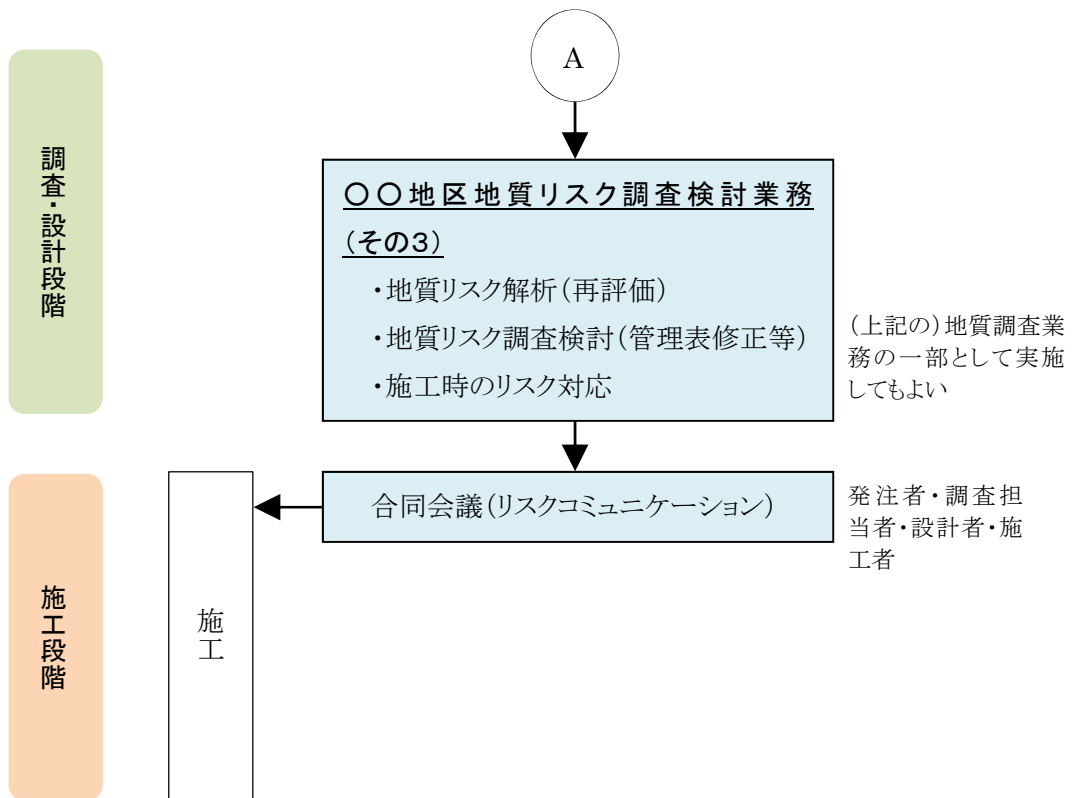 A
調査・設計段階
〇〇地区地質リスク調査検討業務
(その3)
・地質リスク解析(再評価)
・地質リスク調査検討(管理表修正等)
・施工時のリスク対応
(上記の)地質調査業
務の一部として実施
してもよい
合同会議(リスクコミュニケーション)
発注者・調査担
当者・設計者・施
工者
施工段階
施工